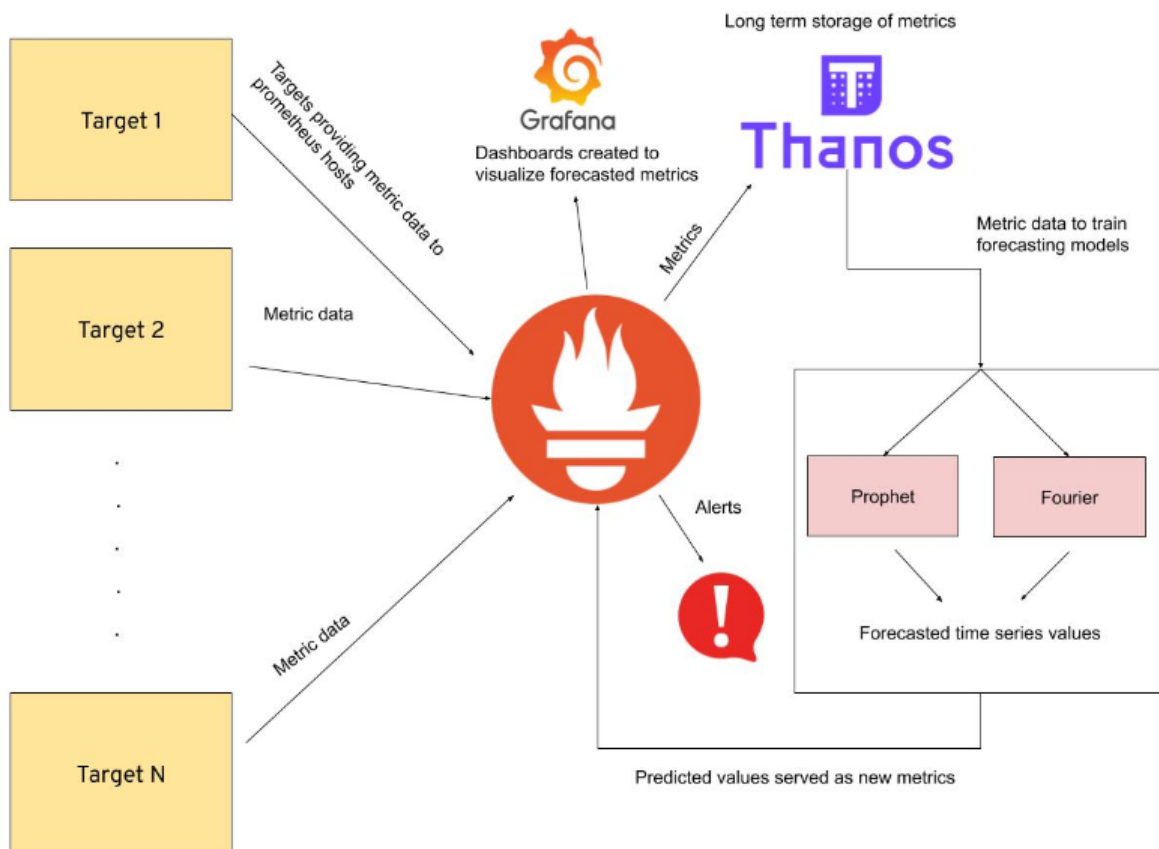 Target 1
Targets providing metric data to
prometheus hosts
Grafana
Dashboards created to
visualize forecasted metrics
Long term storage of metrics
Thanos
Metrics
Metric data to train
forecasting models
Target 2
Metric data
Prophet
Fourier
Alerts
Forecasted time series values
Metric data
Target N
Predicted values served as new metrics